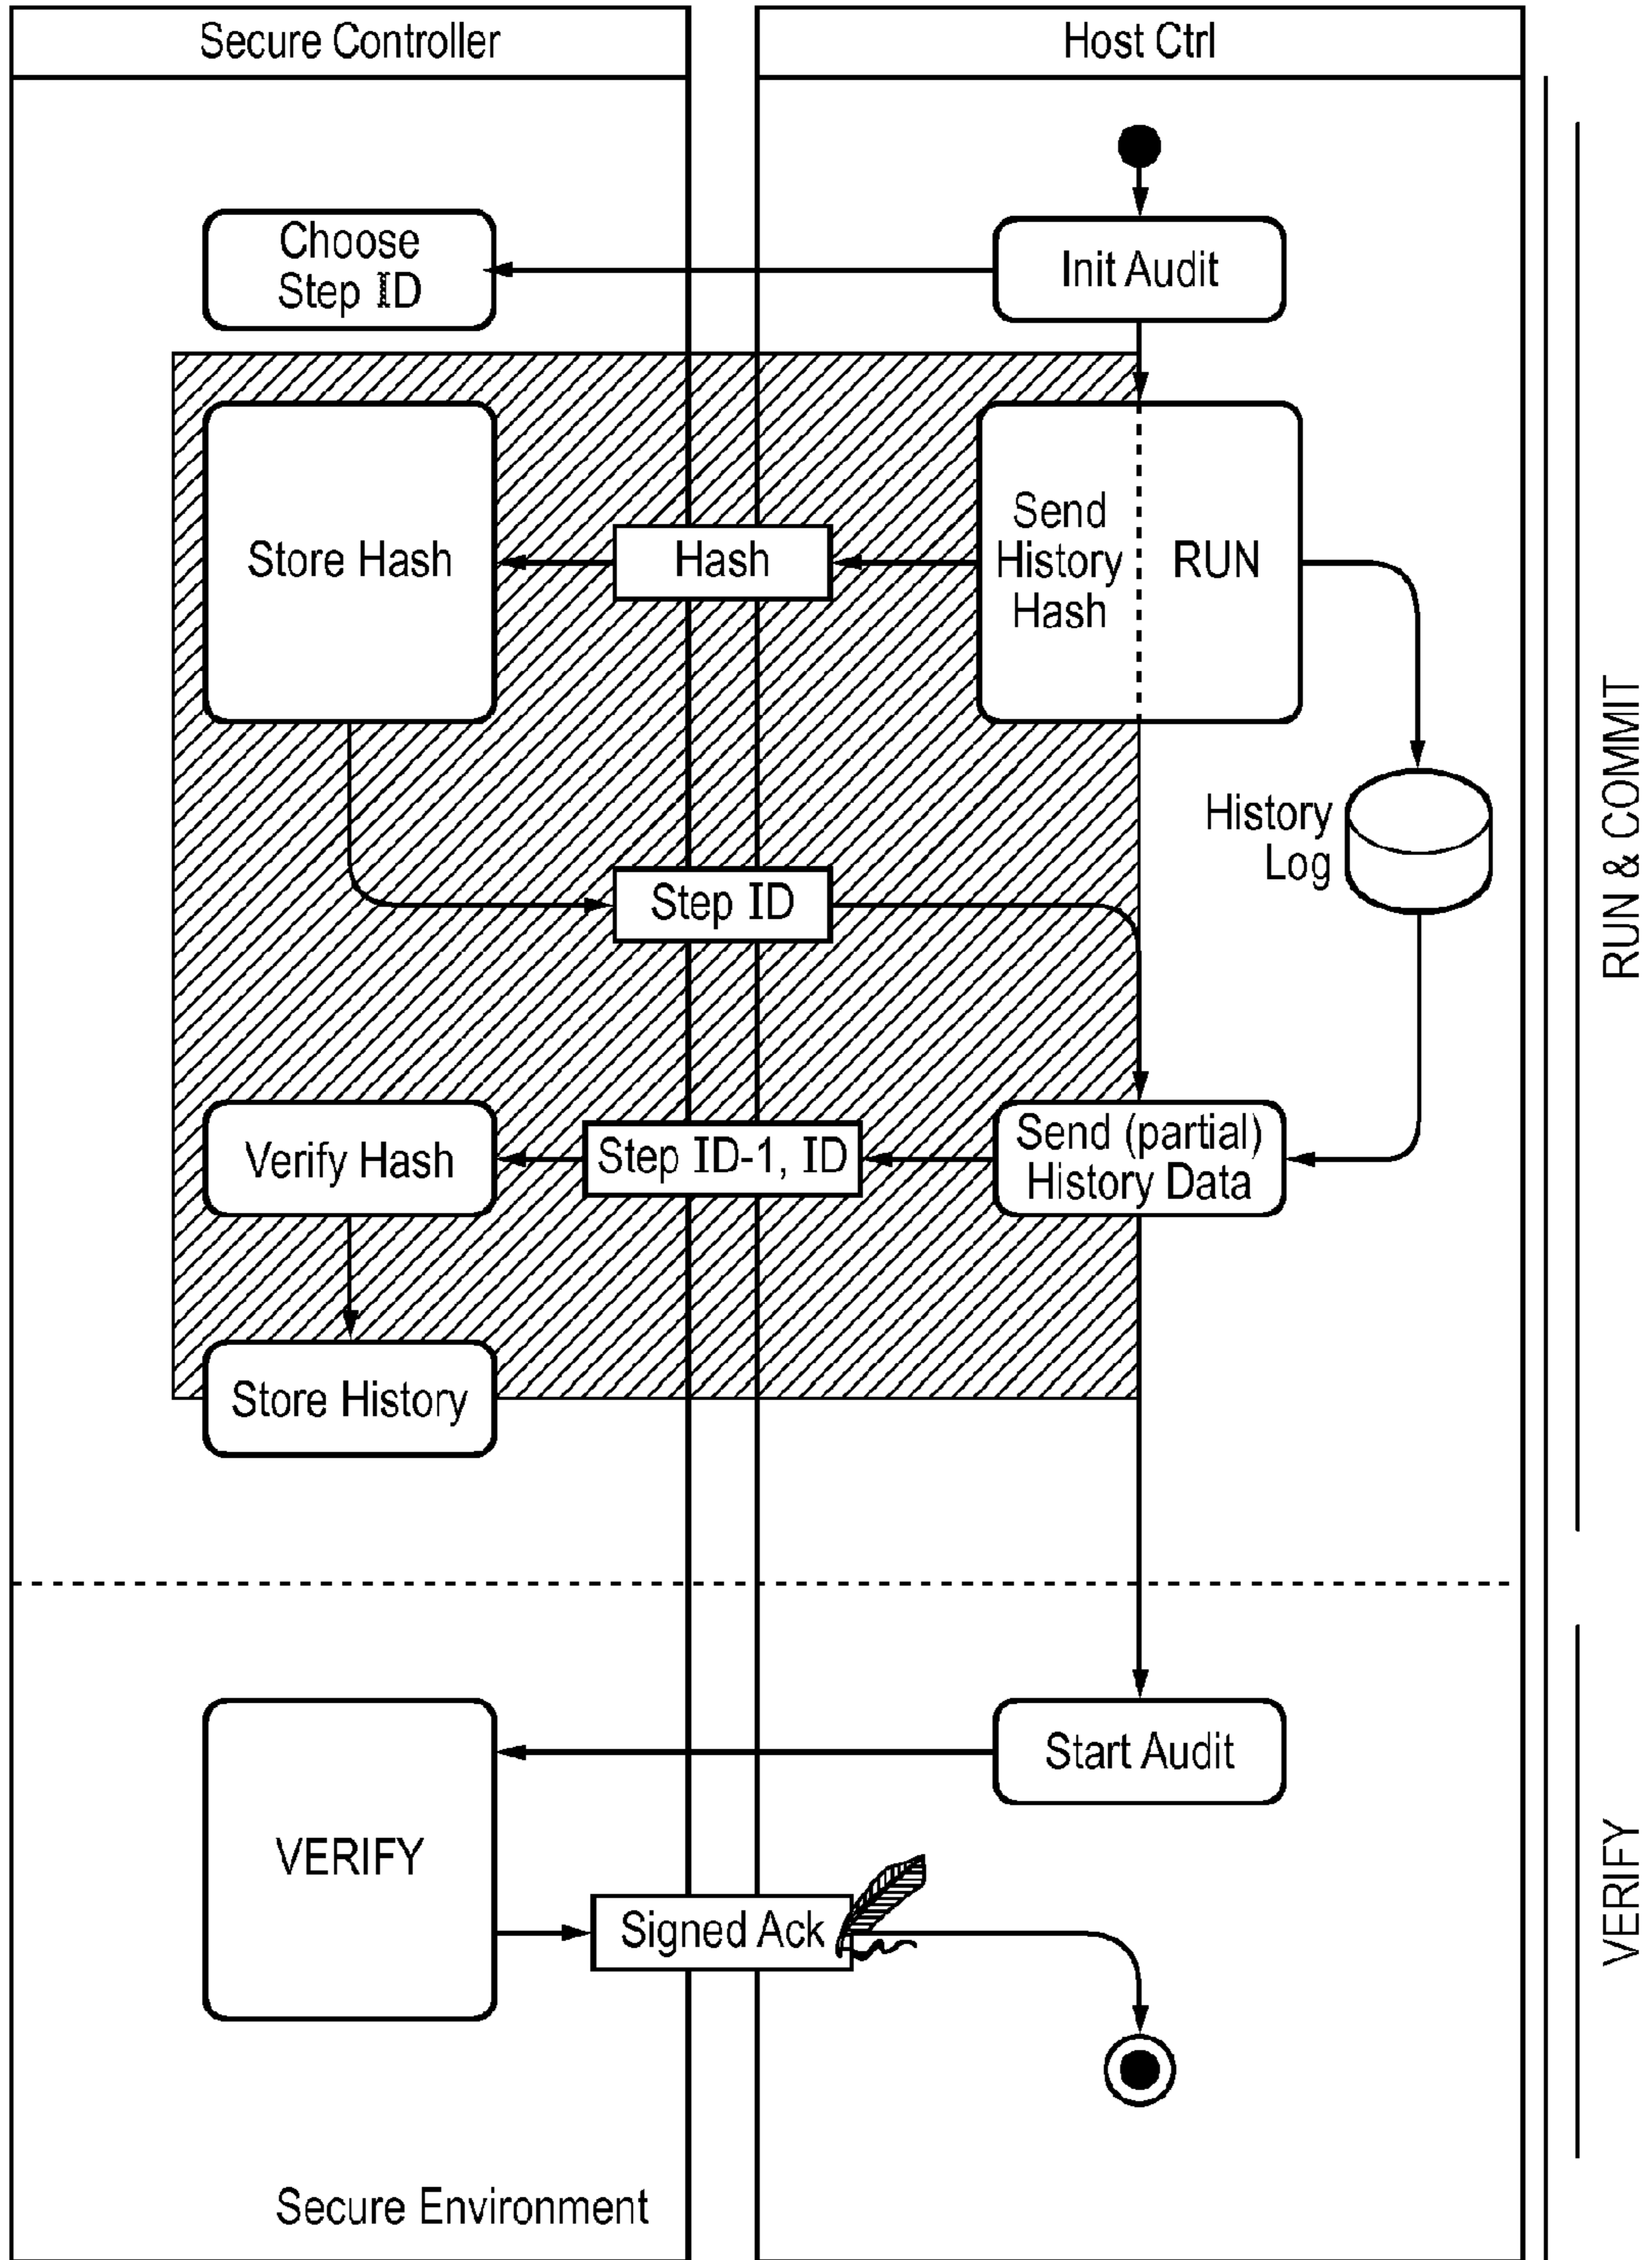 Secure Controller
Host Ctrl
Choose
Step ID
Init Audit
Store Hash
Hash
Send
History
Hash
RUN
History
Log
Step ID
Verify Hash
Step ID-1, ID
Send (partial)
History Data
Store History
RUN & COMMIT
Start Audit
VERIFY
Signed Ack
VERIFY
Secure Environment